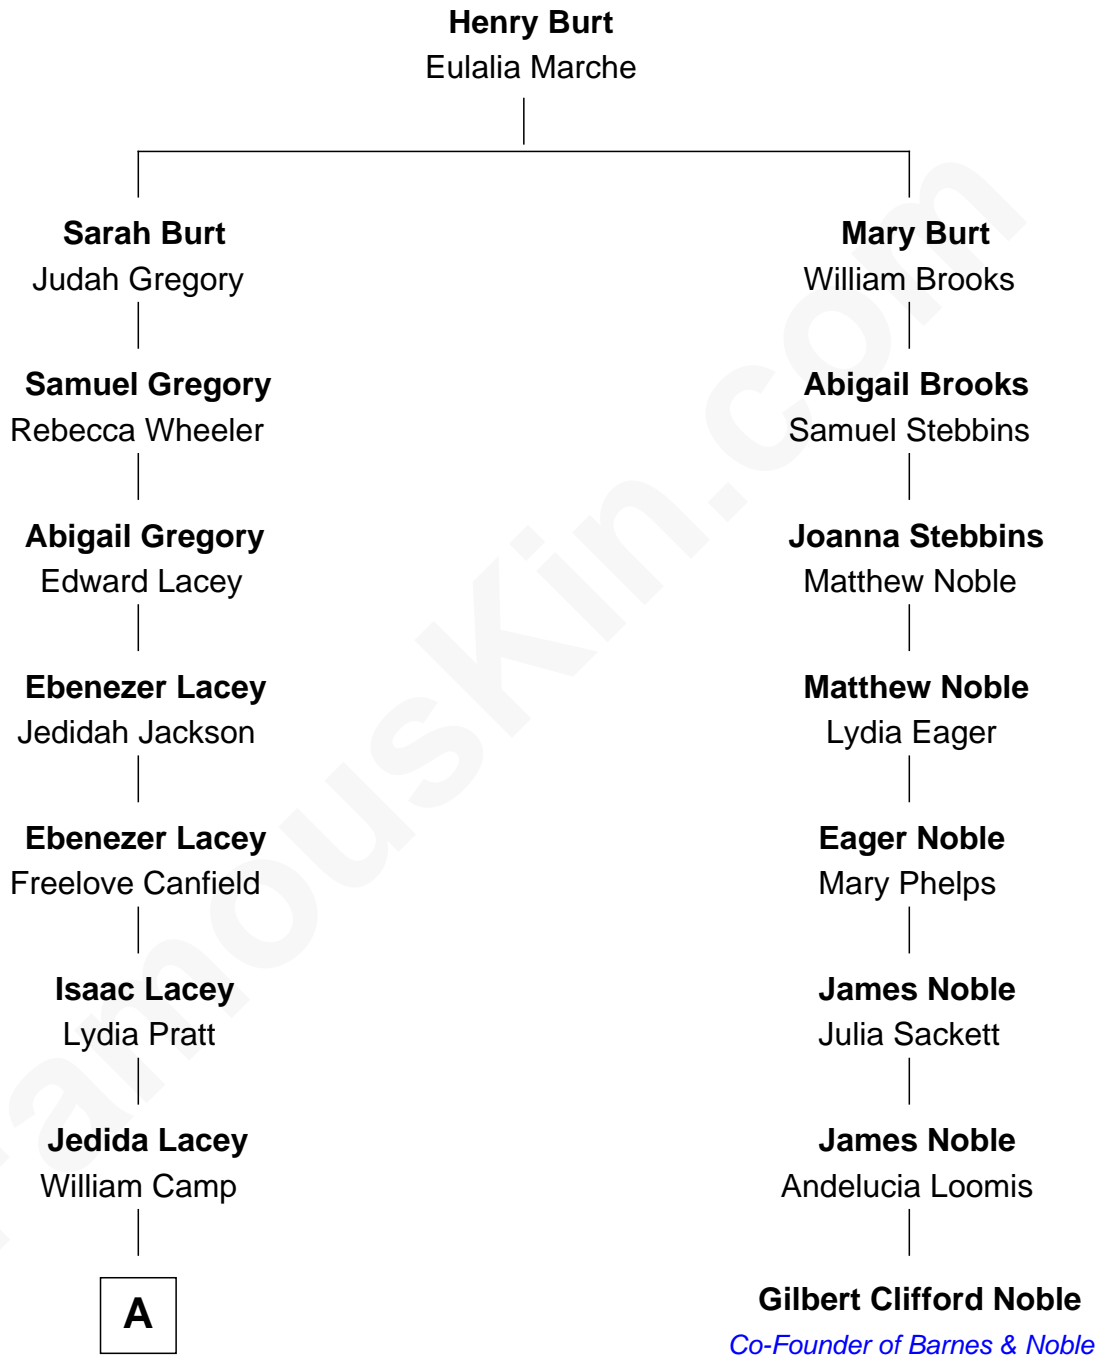 Henry Burt
Eulalia Marche
Sarah Burt
Judah Gregory
Mary Burt
William Brooks
Samuel Gregory
Rebecca Wheeler
Abigail Brooks
Samuel Stebbins
Abigail Gregory
Edward Lacey
Joanna Stebbins
Matthew Noble
Ebenezer Lacey
Jedidah Jackson
Matthew Noble
Lydia Eager
Ebenezer Lacey
Freelove Canfield
Eager Noble
Mary Phelps
Isaac Lacey
Lydia Pratt
James Noble
Julia Sackett
Jedida Lacey
William Camp
James Noble
Andelucia Loomis
A
Gilbert Clifford Noble
Co-Founder of Barnes & Noble
FamousKin.com